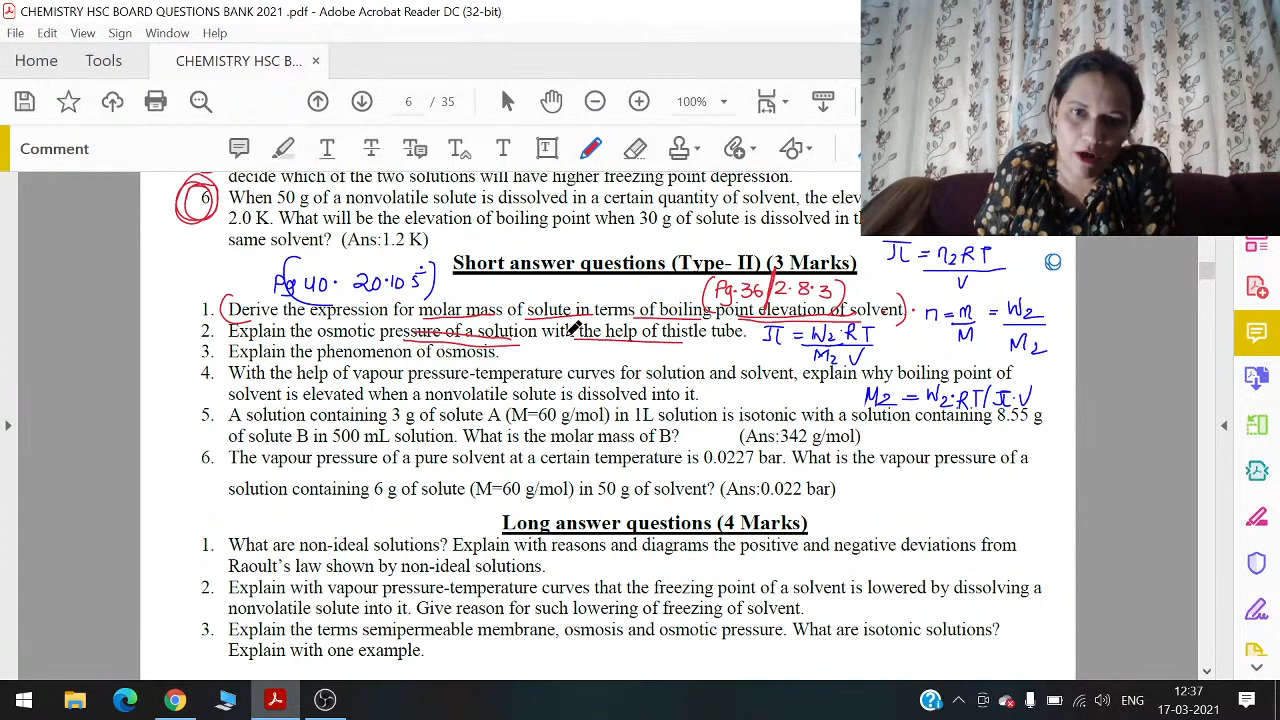 CHEMISTRY HSC BOARD QUESTIONS BANK 2021 .pdf - Adobe Acrobat Reader DC (32-bit)
File Edit View Sign Window Help
Home Tools CHEMISTRY HSC B... ×
6 / 35 100%
Comment
decide which of the two solutions will have higher freezing point depression.
6) When 50 g of nonvolatile solute is dissolved in a certain quantity of solvent, the elev
2.0 K. What will be the elevation of boiling point when 30 g of solute is dissolved in th
same solvent? (Ans:1.2 K)
π = n2RT
V
Short answer questions (Type- II) (3 Marks)
(Pg 40. 20.10.5)
(Pg.36/2.8.3)
1. Derive the expression for molar mass of solute in terms of boiling point elevation of solvent.
n = m/M = W2/M2
2. Explain the osmotic pressure of a solution with the help of thistle tube.
π = W2.RT
M2 V
3. Explain the phenomenon of osmosis.
4. With the help of vapour pressure-temperature curves for solution and solvent, explain why boiling point of
solvent is elevated when a nonvolatile solute is dissolved into it.
M2 = W2.RT/π.V
5. A solution containing 3 g of solute A (M=60 g/mol) in 1L solution is isotonic with a solution containing 8.55 g
of solute B in 500 mL solution. What is the molar mass of B? (Ans:342 g/mol)
6. The vapour pressure of a pure solvent at a certain temperature is 0.0227 bar. What is the vapour pressure of a
solution containing 6 g of solute (M=60 g/mol) in 50 g of solvent? (Ans:0.022 bar)
Long answer questions (4 Marks)
1. What are non-ideal solutions? Explain with reasons and diagrams the positive and negative deviations from
Raoult's law shown by non-ideal solutions.
2. Explain with vapour pressure-temperature curves that the freezing point of a solvent is lowered by dissolving a
nonvolatile solute into it. Give reason for such lowering of freezing of solvent.
3. Explain the terms semipermeable membrane, osmosis and osmotic pressure. What are isotonic solutions?
Explain with one example.
ENG
12:37
17-03-2021